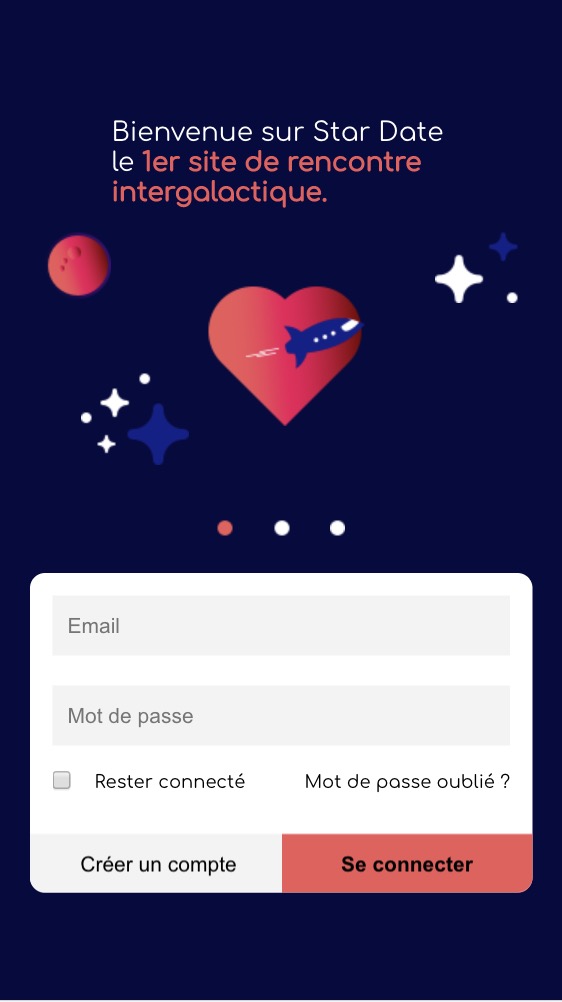 Bienvenue sur Star Date
le 1er site de rencontre
intergalactique.
Email
Mot de passe
Rester connecté
Mot de passe oublié ?
Créer un compte
Se connecter